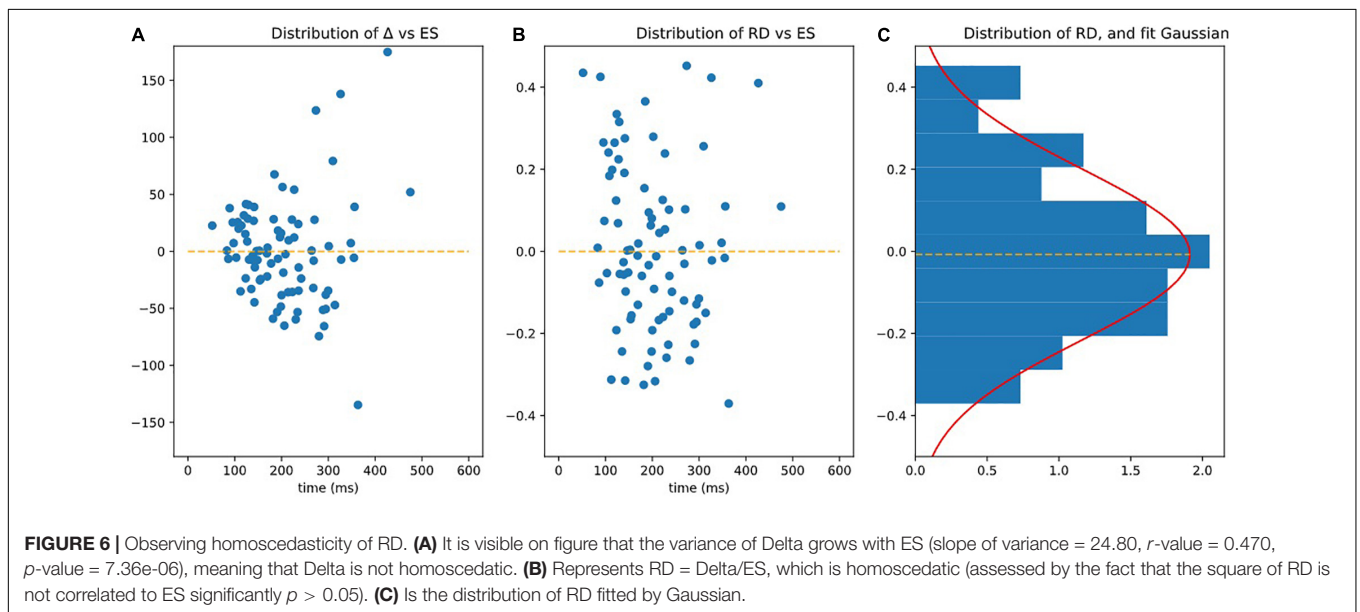 A Distribution of Δ vs ES
150
100
50
0
−50
−100
−150
0 100 200 300 400 500 600
time (ms)
B Distribution of RD vs ES
0.4
0.2
0.0
−0.2
−0.4
0 100 200 300 400 500 600
time (ms)
C Distribution of RD, and fit Gaussian
0.4
0.2
0.0
−0.2
−0.4
0.0 0.5 1.0 1.5 2.0
FIGURE 6 | Observing homoscedasticity of RD. (A) It is visible on figure that the variance of Delta grows with ES (slope of variance = 24.80, r-value = 0.470,
p-value = 7.36e-06), meaning that Delta is not homoscedatic. (B) Represents RD = Delta/ES, which is homoscedatic (assessed by the fact that the square of RD is
not correlated to ES significantly p > 0.05). (C) Is the distribution of RD fitted by Gaussian.